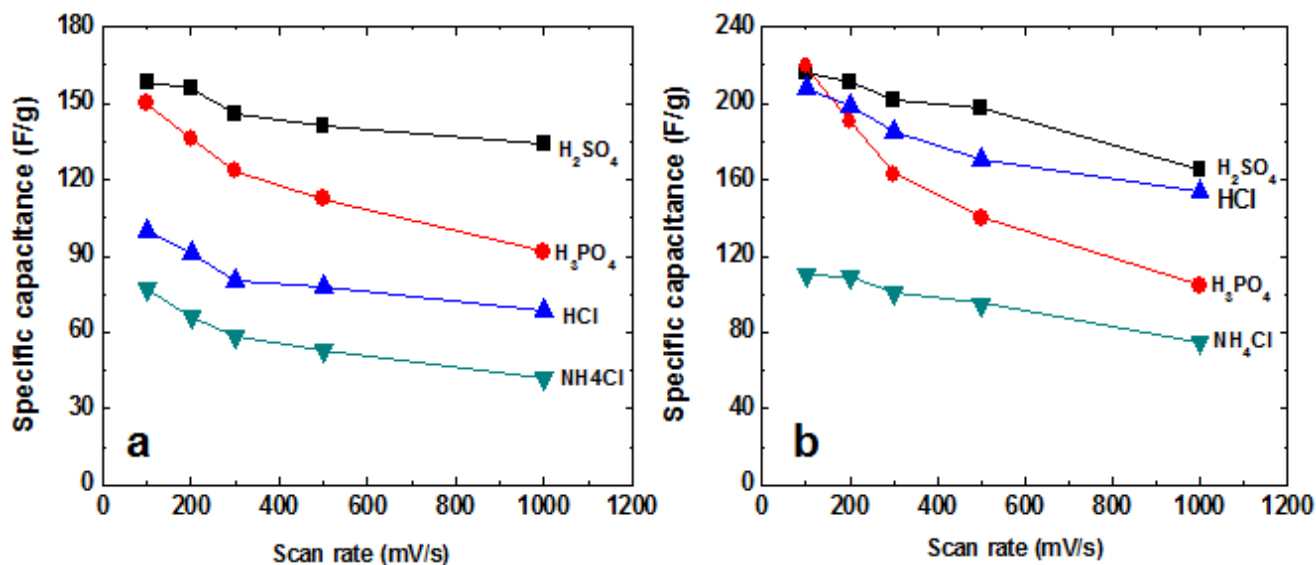 Specific capacitance (F/g)
180
150
120
90
60
30
0
H₂SO₄
H₃PO₄
HCl
NH4Cl
a
0 200 400 600 800 1000 1200
Scan rate (mV/s)
Specific capacitance (F/g)
240
200
160
120
80
40
0
H₂SO₄
HCl
H₃PO₄
NH₄Cl
b
0 200 400 600 800 1000 1200
Scan rate (mV/s)